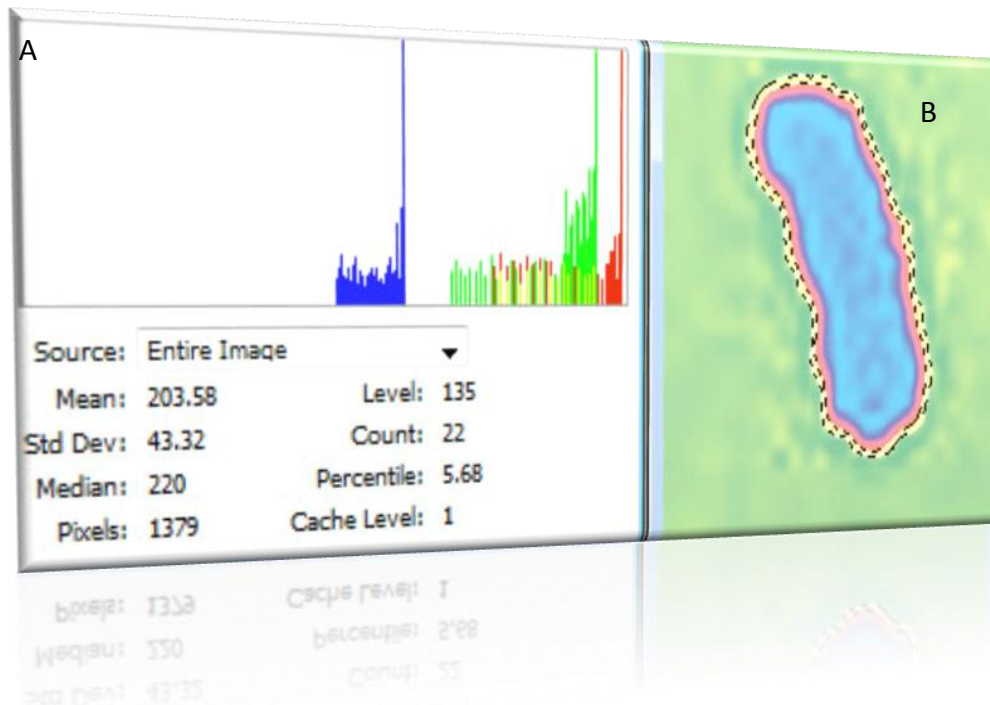 A
B
Source: Entire Image
Mean: 203.58 Level: 135
Std Dev: 43.32 Count: 22
Median: 220 Percentile: 5.68
Pixels: 1379 Cache Level: 1